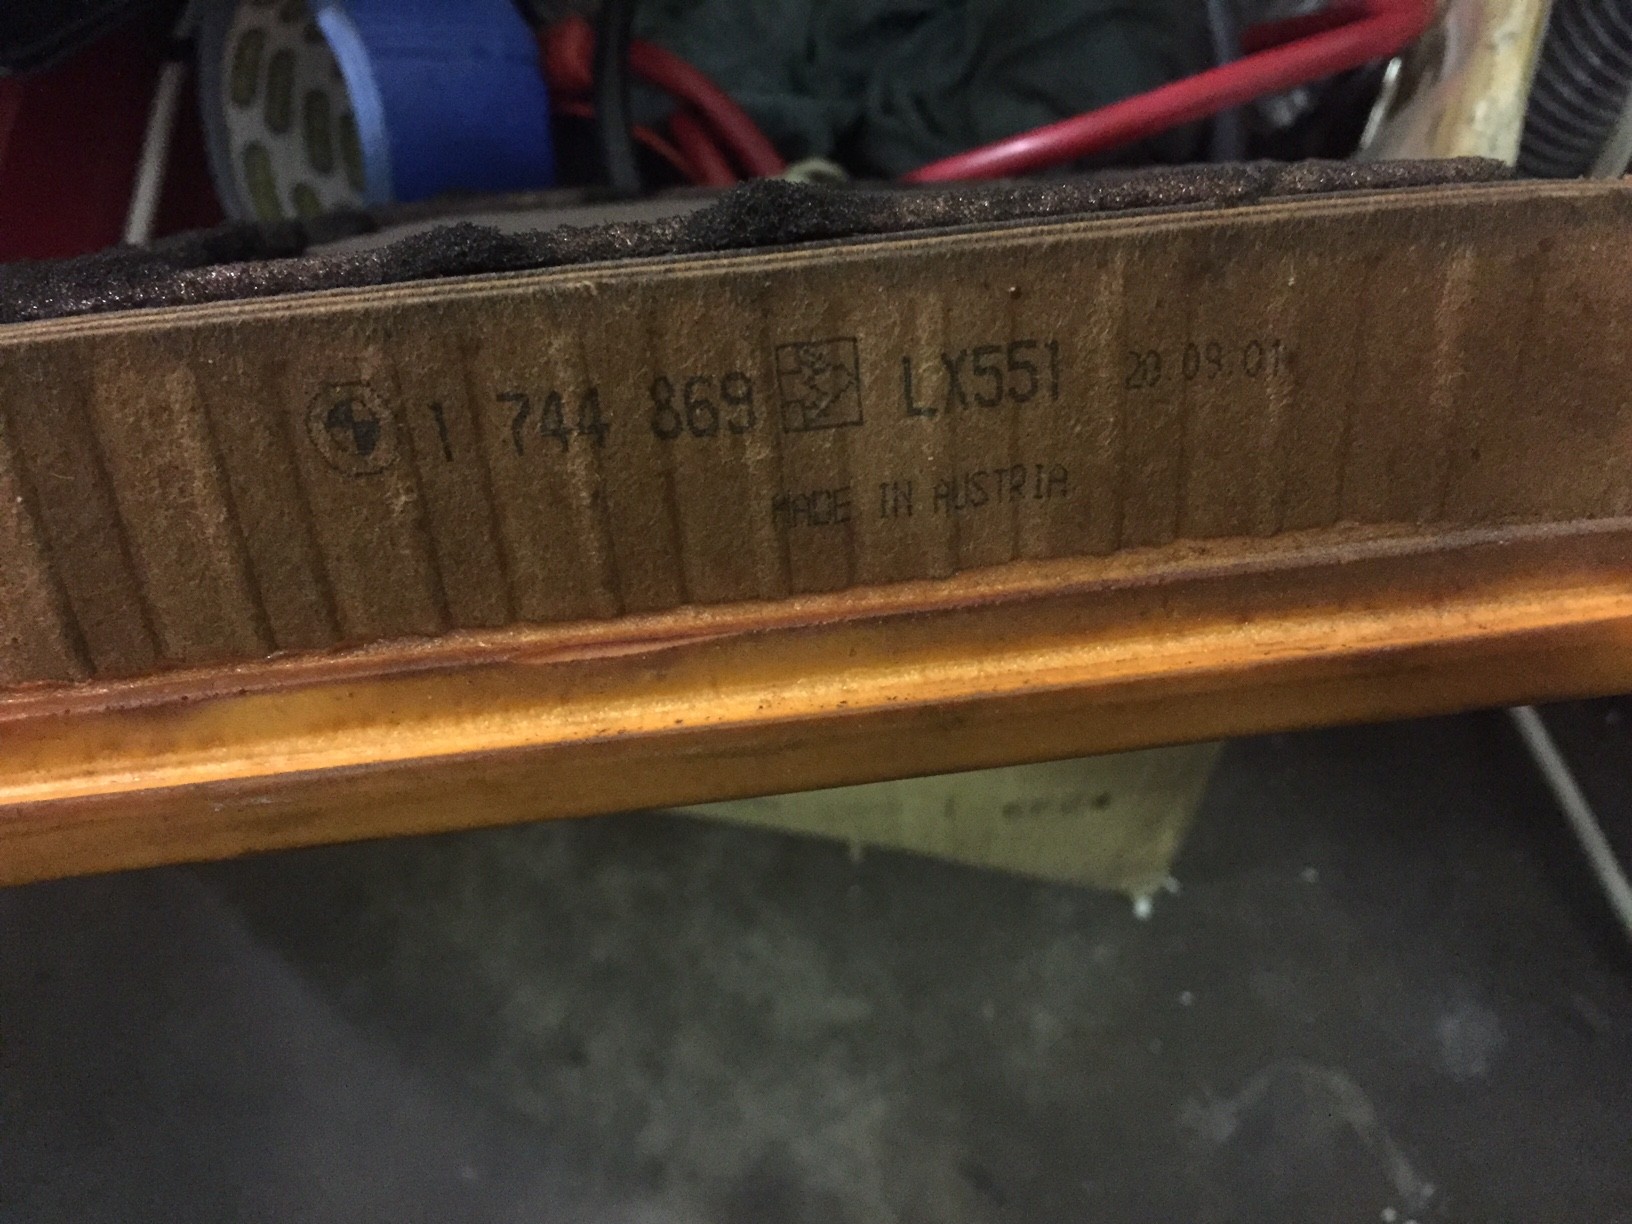 1 744 869 LX551 20.09.01
MADE IN AUSTRIA